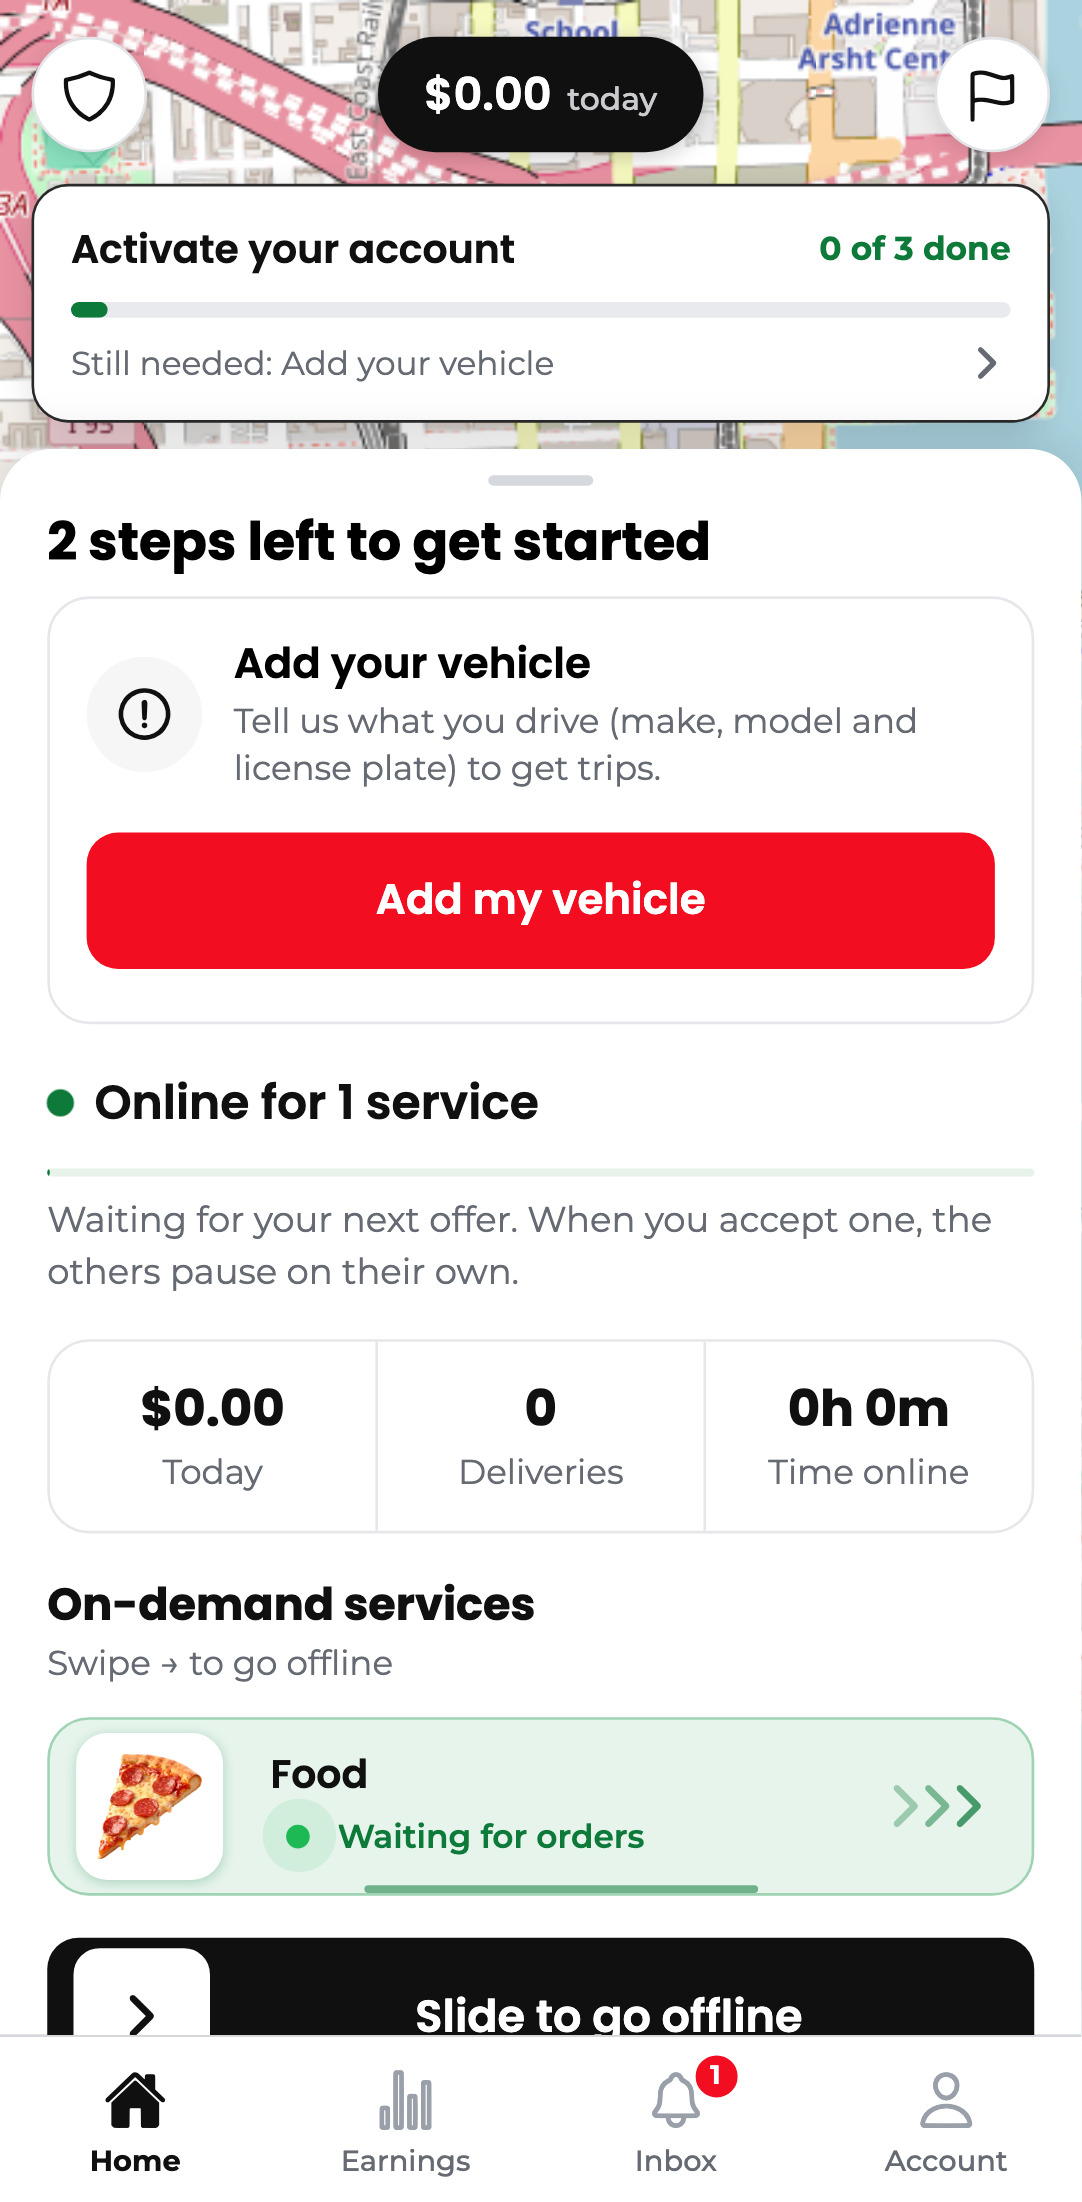 School
Adrienne
Arsht Cent
East Coast Rail
$0.00 today
3A
Activate your account
0 of 3 done
Still needed: Add your vehicle
I 95
2 steps left to get started
Add your vehicle
Tell us what you drive (make, model and
license plate) to get trips.
Add my vehicle
Online for 1 service
Waiting for your next offer. When you accept one, the
others pause on their own.
$0.00
0
0h 0m
Today
Deliveries
Time online
On-demand services
Swipe → to go offline
Food
Waiting for orders
Slide to go offline
1
Home
Earnings
Inbox
Account